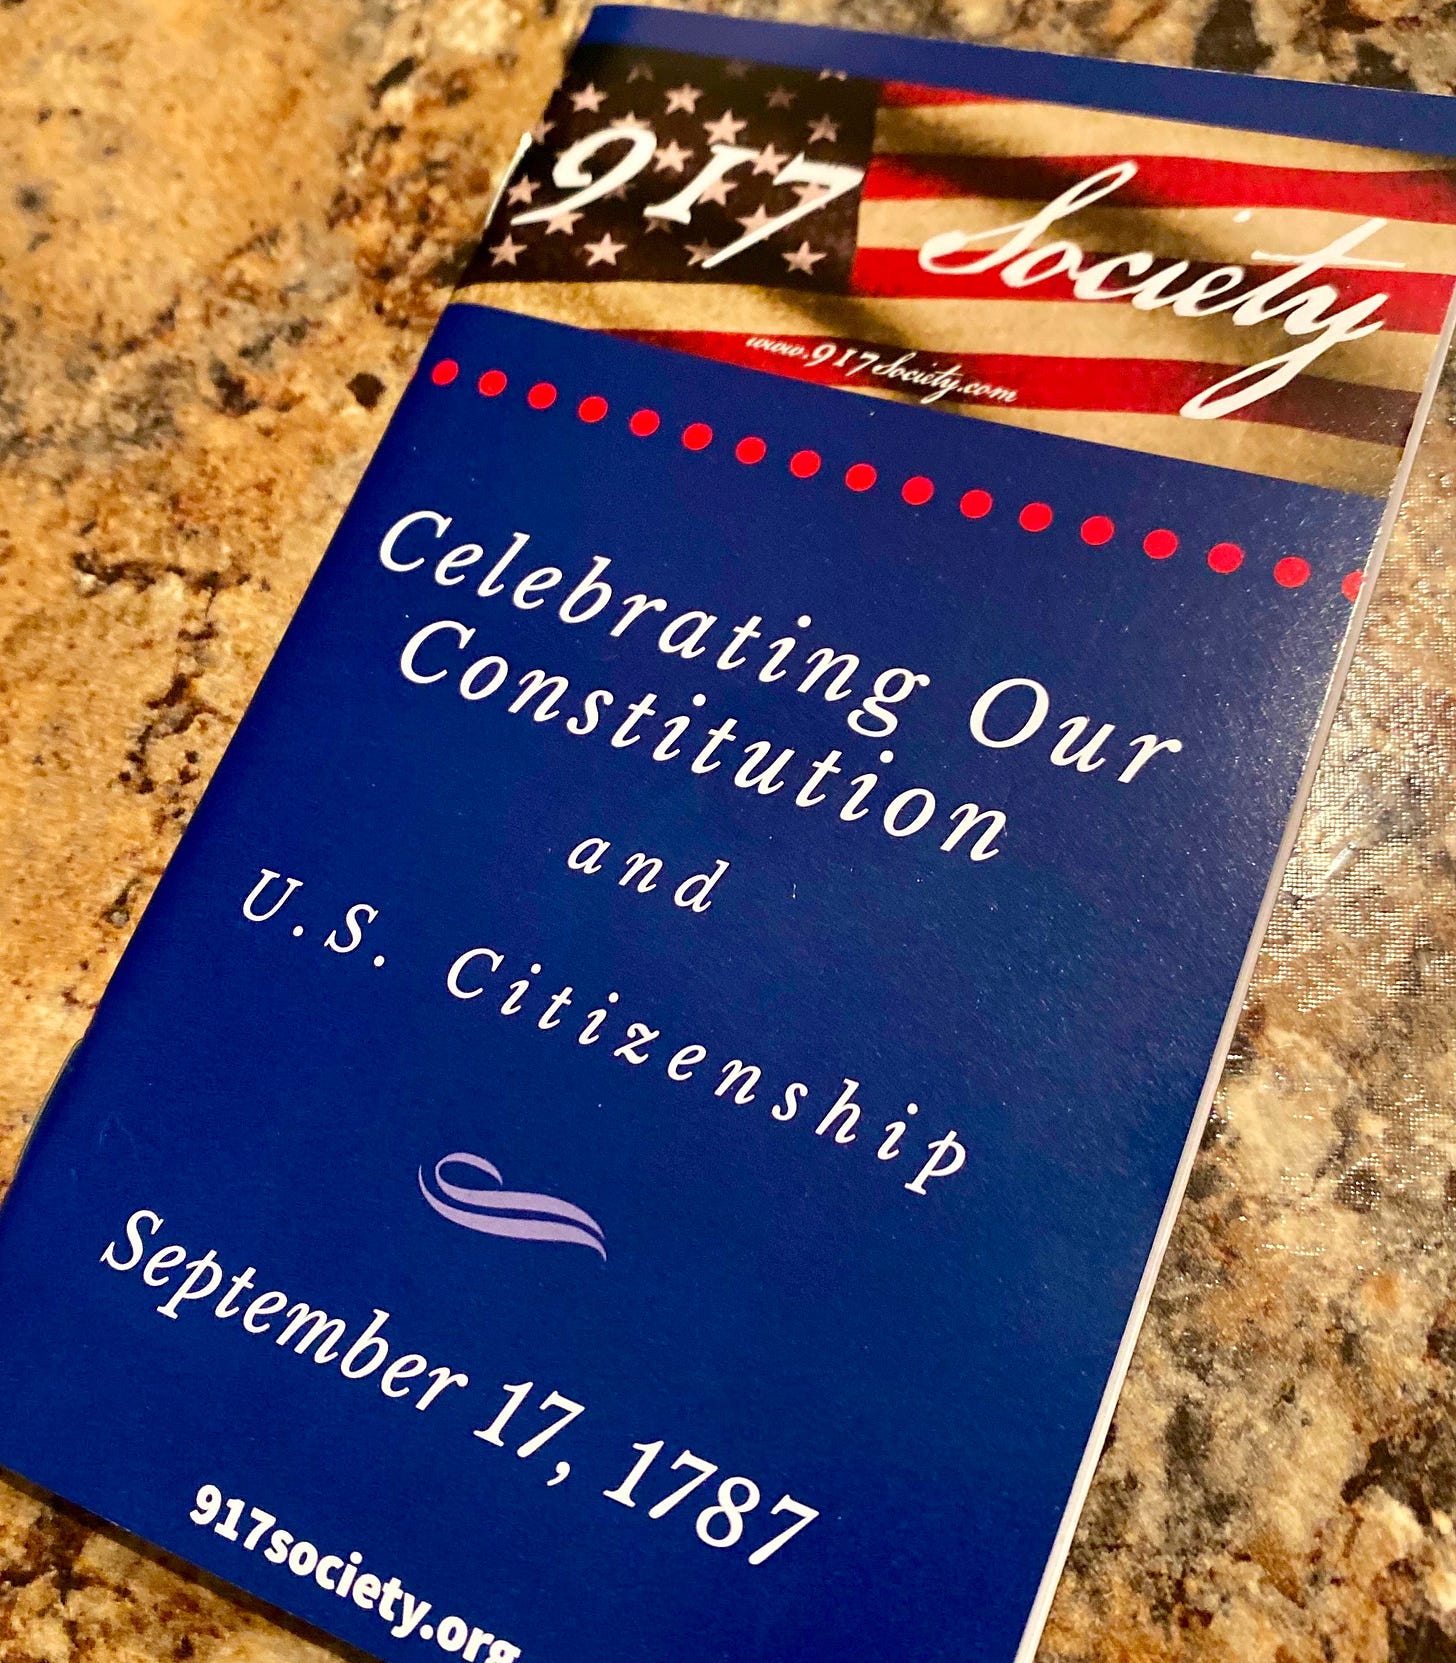 917 Society
www.917Society.com
Celebrating Our
Constitution
and
U.S. Citizenship
September 17, 1787
917society.org